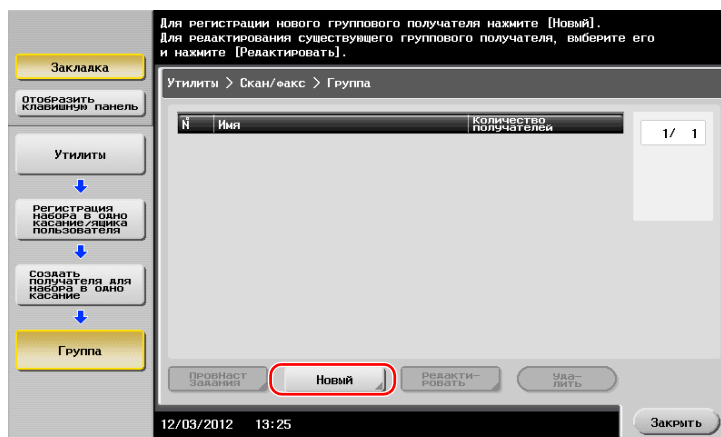 Для регистрации нового группового получателя нажмите [Новый].
Для редактирования существующего группового получателя, выберите его
и нажмите [Редактировать].
Закладка
Отобразить
клавишную панель
Утилиты
Регистрация
набора в одно
касание/ящика
пользователя
Создать
получателя для
набора в одно
касание
Группа
Утилиты > Скан/факс > Группа
№ Имя Количество
получателей
1/ 1
ПровНаст
Задания
Новый
Редакти-
ровать
Уда-
лить
12/03/2012 13:25
Закрыть